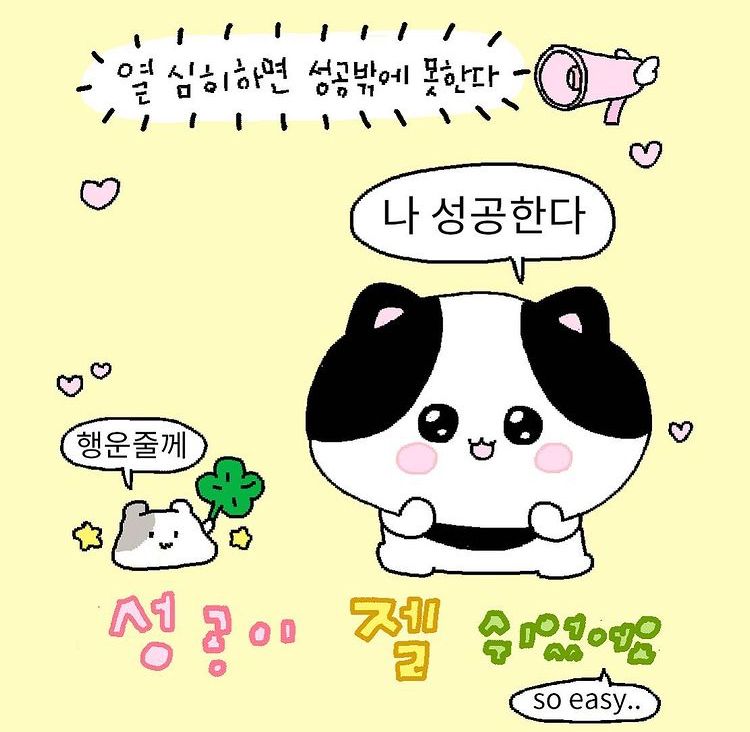 열심히하면 성공밖에 못한다
나 성공한다
행운줄께
성공이 젤 쉬웠어요
so easy..